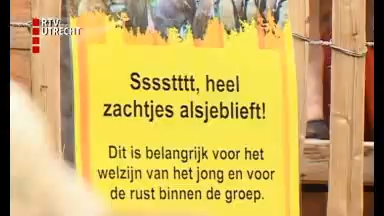 RTV
UTRECHT
Sssstttt, heel
zachtjes alsjeblieft!
Dit is belangrijk voor het
welzijn van het jong en voor
de rust binnen de groep.